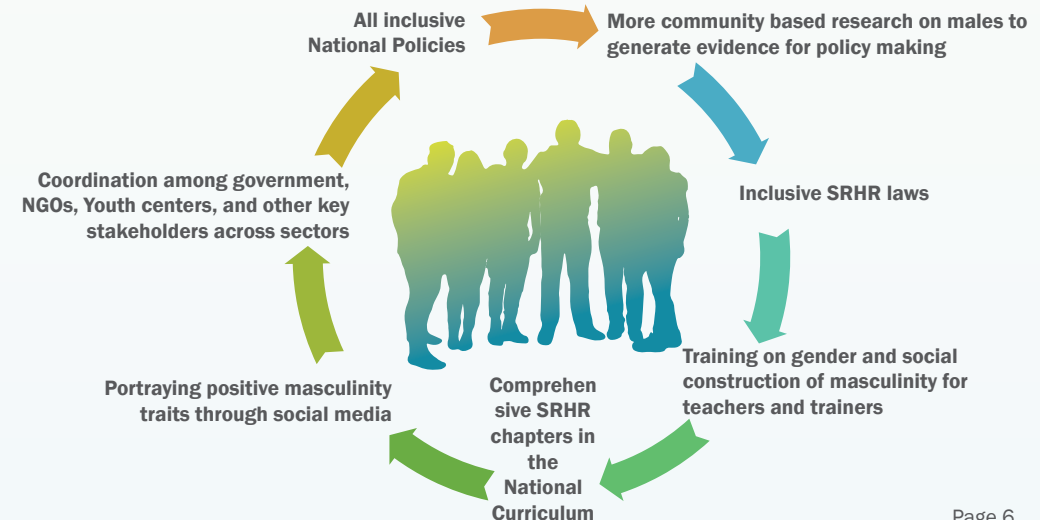 All inclusive
National Policies
More community based research on males to
generate evidence for policy making
Inclusive SRHR laws
Training on gender and social
construction of masculinity for
teachers and trainers
Comprehen
sive SRHR
chapters in
the
National
Curriculum
Portraying positive masculinity
traits through social media
Coordination among government,
NGOs, Youth centers, and other key
stakeholders across sectors
Page 6